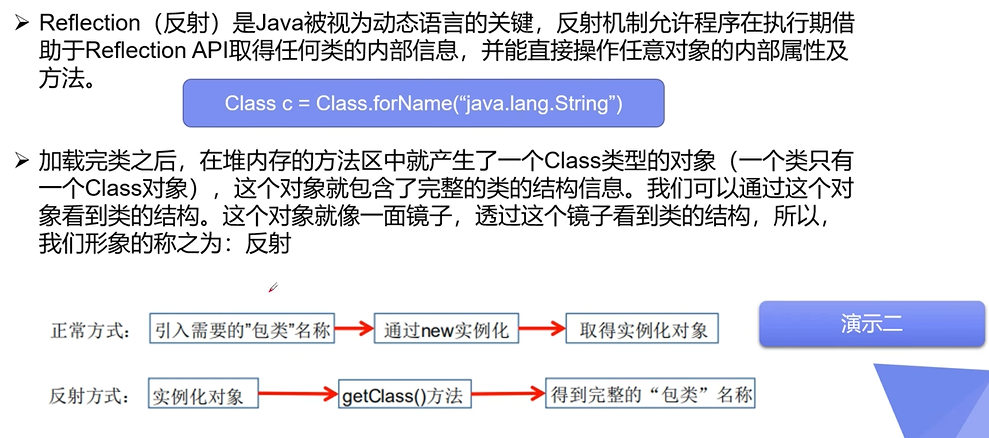 ➢ Reflection（反射）是Java被视为动态语言的关键，反射机制允许程序在执行期借
助于Reflection API取得任何类的内部信息，并能直接操作任意对象的内部属性及
方法。
Class c = Class.forName(“java.lang.String”)
➢ 加载完类之后，在堆内存的方法区中就产生了一个Class类型的对象（一个类只有
一个Class对象），这个对象就包含了完整的类的结构信息。我们可以通过这个对
象看到类的结构。这个对象就像一面镜子，透过这个镜子看到类的结构，所以，
我们形象的称之为：反射
正常方式： 引入需要的”包类”名称 通过new实例化 取得实例化对象
演示二
反射方式： 实例化对象 getClass()方法 得到完整的“包类”名称